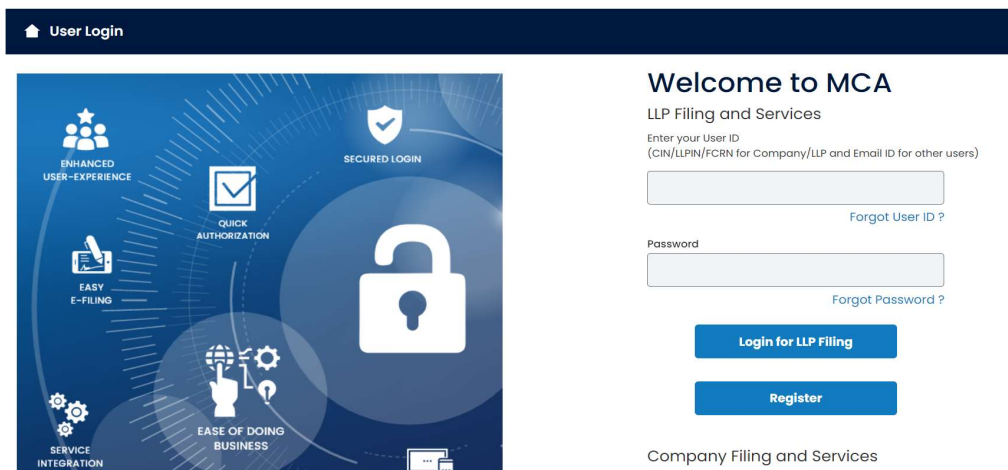 User Login
ENHANCED
USER-EXPERIENCE
SECURED LOGIN
QUICK
AUTHORIZATION
EASY
E-FILING
EASE OF DOING
BUSINESS
SERVICE
INTEGRATION
Welcome to MCA
LLP Filing and Services
Enter your User ID
(CIN/LLPIN/FCRN for Company/LLP and Email ID for other users)
Forgot User ID ?
Password
Forgot Password ?
Login for LLP Filing
Register
Company Filing and Services